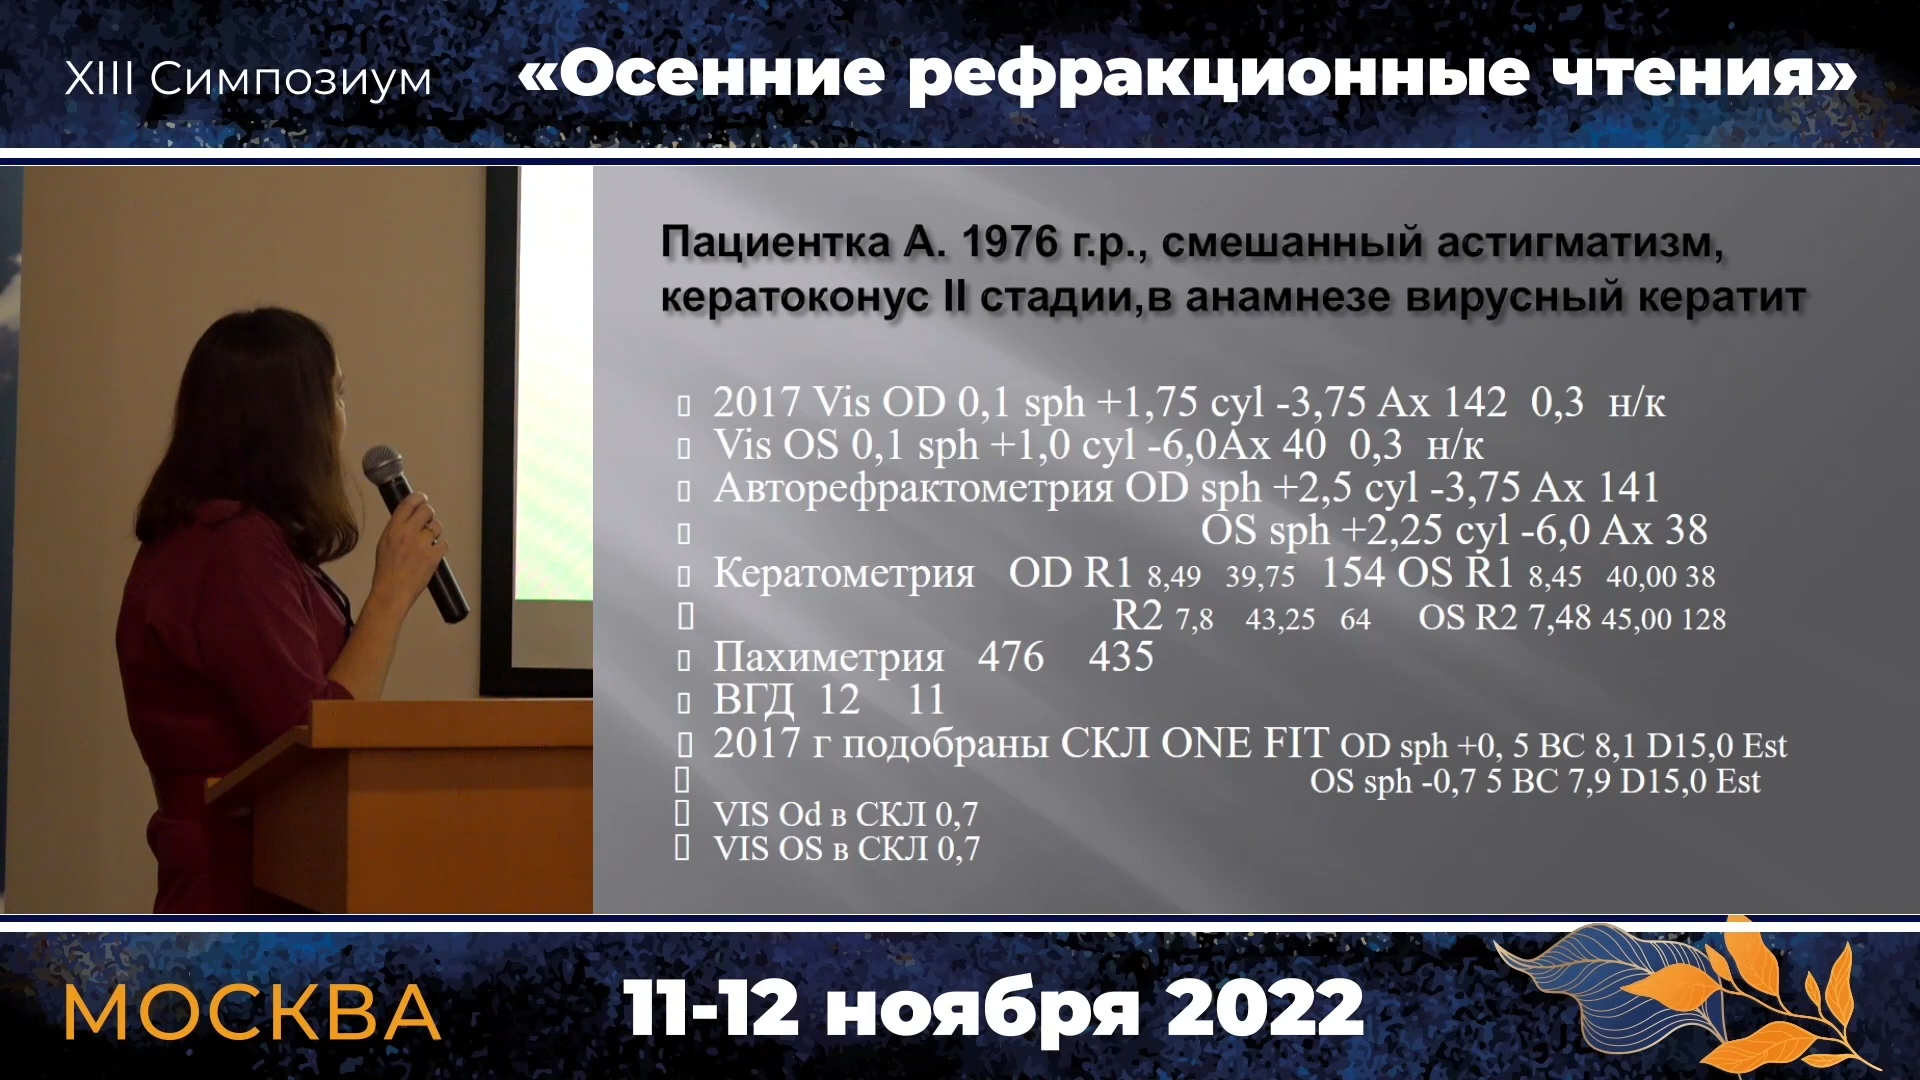 XIII Симпозиум «Осенние рефракционные чтения»
Пациентка А. 1976 г.р., смешанный астигматизм,
кератоконус II стадии,в анамнезе вирусный кератит
2017 Vis OD 0,1 sph +1,75 cyl -3,75 Ax 142 0,3 н/к
Vis OS 0,1 sph +1,0 cyl -6,0Ax 40 0,3 н/к
Авторефрактометрия OD sph +2,5 cyl -3,75 Ax 141
OS sph +2,25 cyl -6,0 Ax 38
Кератометрия OD R1 8,49 39,75 154 OS R1 8,45 40,00 38
R2 7,8 43,25 64 OS R2 7,48 45,00 128
Пахиметрия 476 435
ВГД 12 11
2017 г подобраны СКЛ ONE FIT OD sph +0, 5 BC 8,1 D15,0 Est
OS sph -0,7 5 BC 7,9 D15,0 Est
VIS Od в СКЛ 0,7
VIS OS в СКЛ 0,7
МОСКВА 11-12 ноября 2022